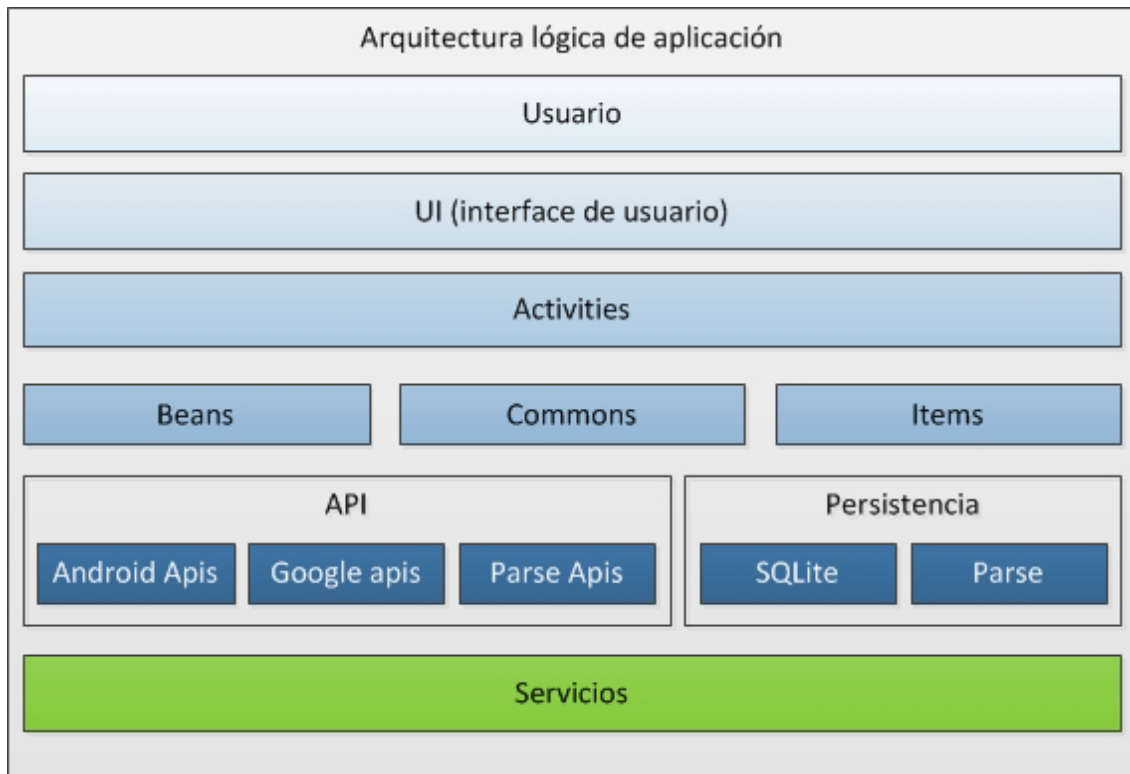 Arquitectura lógica de aplicación
Usuario
UI (interface de usuario)
Activities
Beans
Commons
Items
API
Android Apis
Google apis
Parse Apis
Persistencia
SQLite
Parse
Servicios